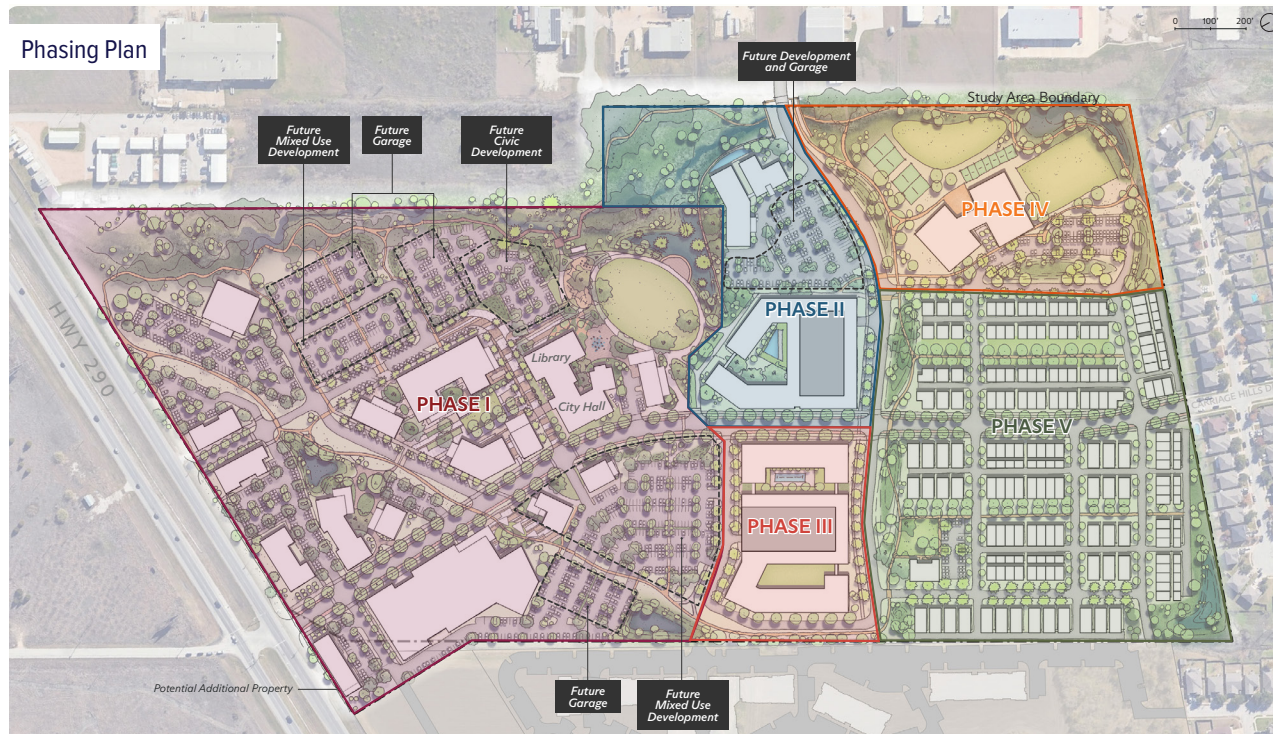 Phasing Plan
0 100' 200'
Future Development
and Garage
Study Area Boundary
Future
Mixed Use
Development
Future
Garage
Future
Civic
Development
PHASE IV
HWY 290
PHASE II
Library
City Hall
PHASE I
CARRIAGE HILLS D
PHASE V
PHASE III
Potential Additional Property
Future
Garage
Future
Mixed Use
Development